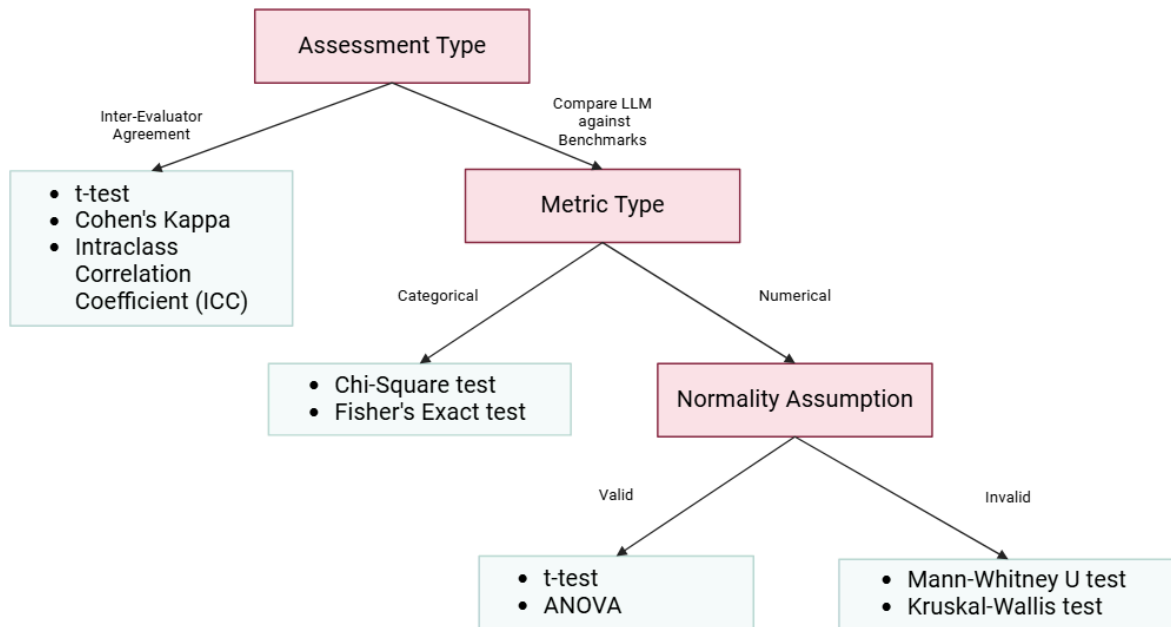 Assessment Type
Inter-Evaluator
Agreement
Compare LLM
against
Benchmarks
• t-test
• Cohen's Kappa
• Intraclass
Correlation
Coefficient (ICC)
Metric Type
Categorical
Numerical
• Chi-Square test
• Fisher's Exact test
Normality Assumption
Valid
Invalid
• t-test
• ANOVA
• Mann-Whitney U test
• Kruskal-Wallis test